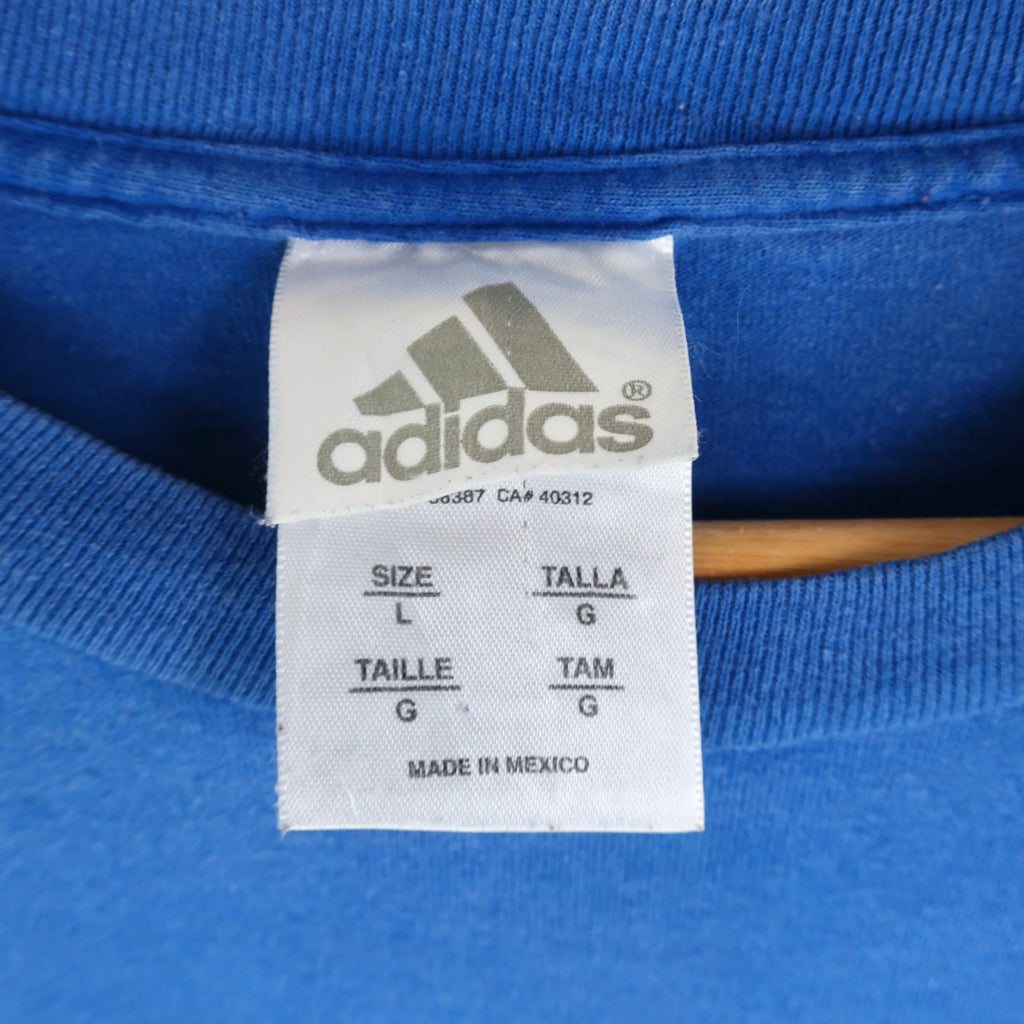 adidas®
CA# 40312
SIZE TALLA
L G
TAILLE TAM
G G
MADE IN MEXICO